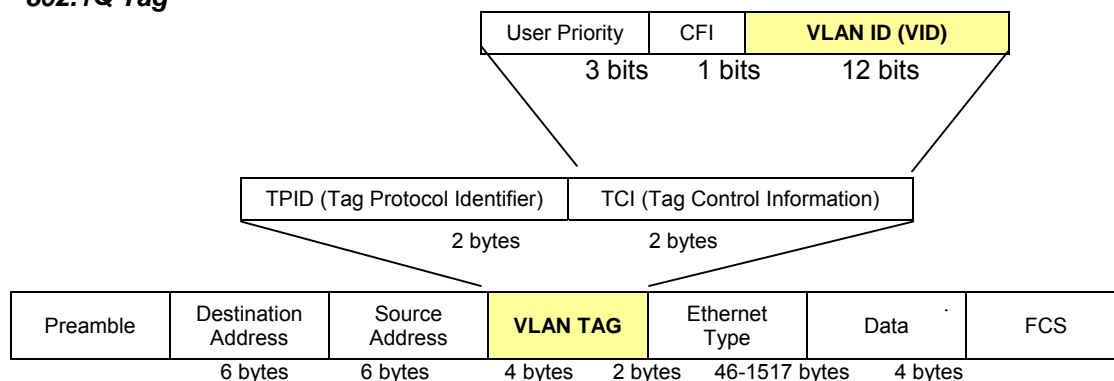 802.1Q Tag
User Priority CFI VLAN ID (VID)
3 bits 1 bits 12 bits
TPID (Tag Protocol Identifier) TCI (Tag Control Information)
2 bytes 2 bytes
Preamble Destination Address Source Address VLAN TAG Ethernet Type Data FCS
6 bytes 6 bytes 4 bytes 2 bytes 46-1517 bytes 4 bytes